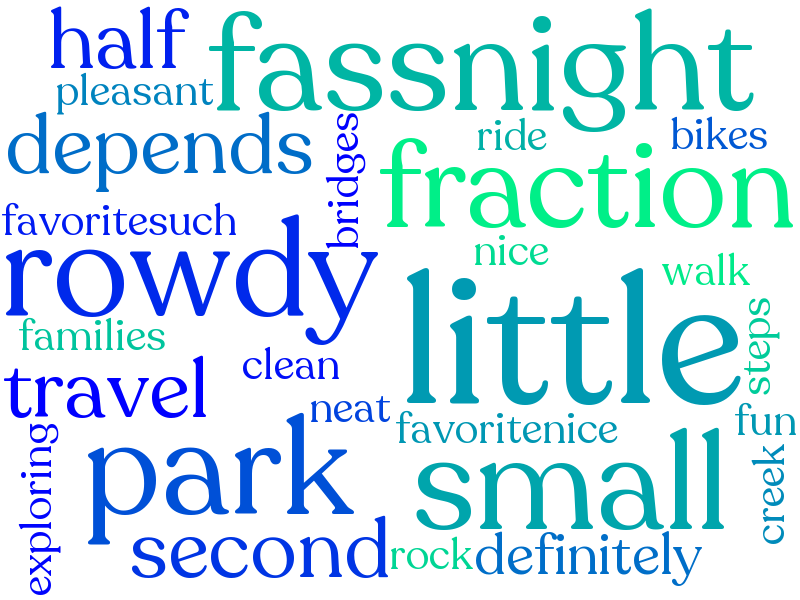 half
fassnight
pleasant
depends
bridges
ride
bikes
fraction
favoritesuch
rowdy
nice
walk
little
families
steps
clean
travel
neat
favoritenice
fun
exploring
park
small
creek
second
rock
definitely